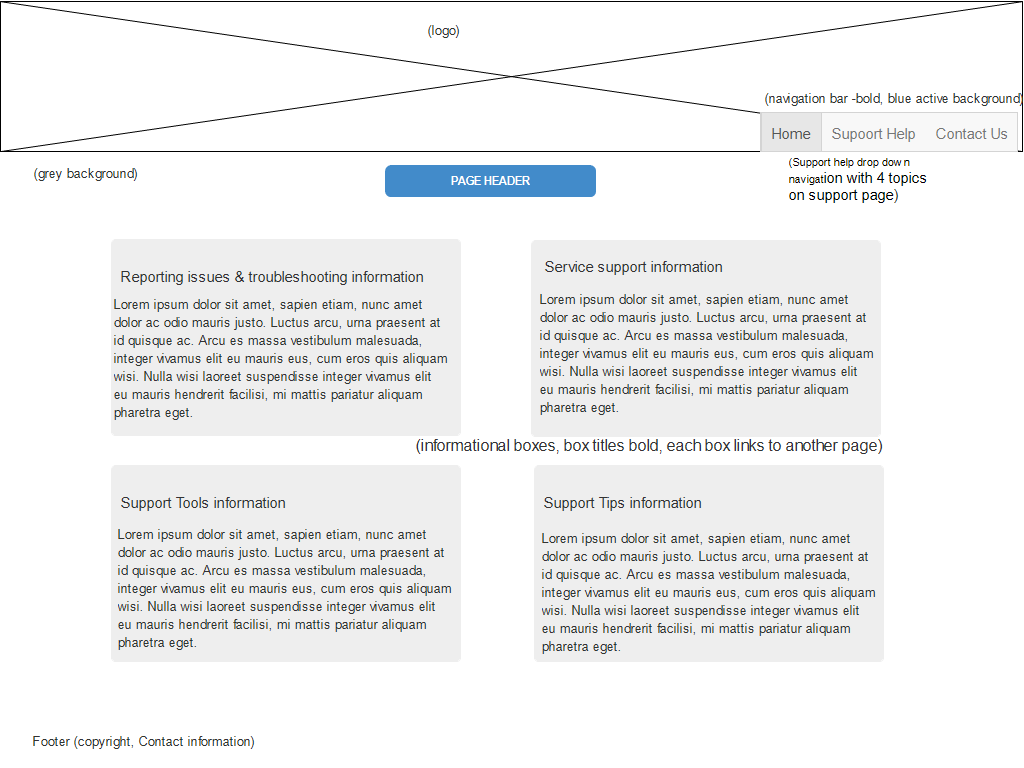 (logo)
(navigation bar -bold, blue active background)
Home Supoort Help Contact Us
(grey background)
PAGE HEADER
(Support help drop down
navigation with 4 topics
on support page)
Reporting issues & troubleshooting information
Lorem ipsum dolor sit amet, sapien etiam, nunc amet
dolor ac odio mauris justo. Luctus arcu, urna praesent at
id quisque ac. Arcu es massa vestibulum malesuada,
integer vivamus elit eu mauris eus, cum eros quis aliquam
wisi. Nulla wisi laoreet suspendisse integer vivamus elit
eu mauris hendrerit facilisi, mi mattis pariatur aliquam
pharetra eget.
Service support information
Lorem ipsum dolor sit amet, sapien etiam, nunc amet
dolor ac odio mauris justo. Luctus arcu, urna praesent at
id quisque ac. Arcu es massa vestibulum malesuada,
integer vivamus elit eu mauris eus, cum eros quis aliquam
wisi. Nulla wisi laoreet suspendisse integer vivamus elit
eu mauris hendrerit facilisi, mi mattis pariatur aliquam
pharetra eget.
(informational boxes, box titles bold, each box links to another page)
Support Tools information
Lorem ipsum dolor sit amet, sapien etiam, nunc amet
dolor ac odio mauris justo. Luctus arcu, urna praesent at
id quisque ac. Arcu es massa vestibulum malesuada,
integer vivamus elit eu mauris eus, cum eros quis aliquam
wisi. Nulla wisi laoreet suspendisse integer vivamus elit
eu mauris hendrerit facilisi, mi mattis pariatur aliquam
pharetra eget.
Support Tips information
Lorem ipsum dolor sit amet, sapien etiam, nunc amet
dolor ac odio mauris justo. Luctus arcu, urna praesent at
id quisque ac. Arcu es massa vestibulum malesuada,
integer vivamus elit eu mauris eus, cum eros quis aliquam
wisi. Nulla wisi laoreet suspendisse integer vivamus elit
eu mauris hendrerit facilisi, mi mattis pariatur aliquam
pharetra eget.
Footer (copyright, Contact information)